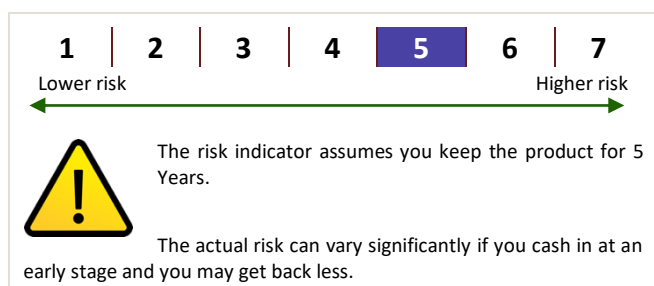 1 2 3 4 5 6 7
Lower risk Higher risk
The risk indicator assumes you keep the product for 5
Years.
The actual risk can vary significantly if you cash in at an
early stage and you may get back less.